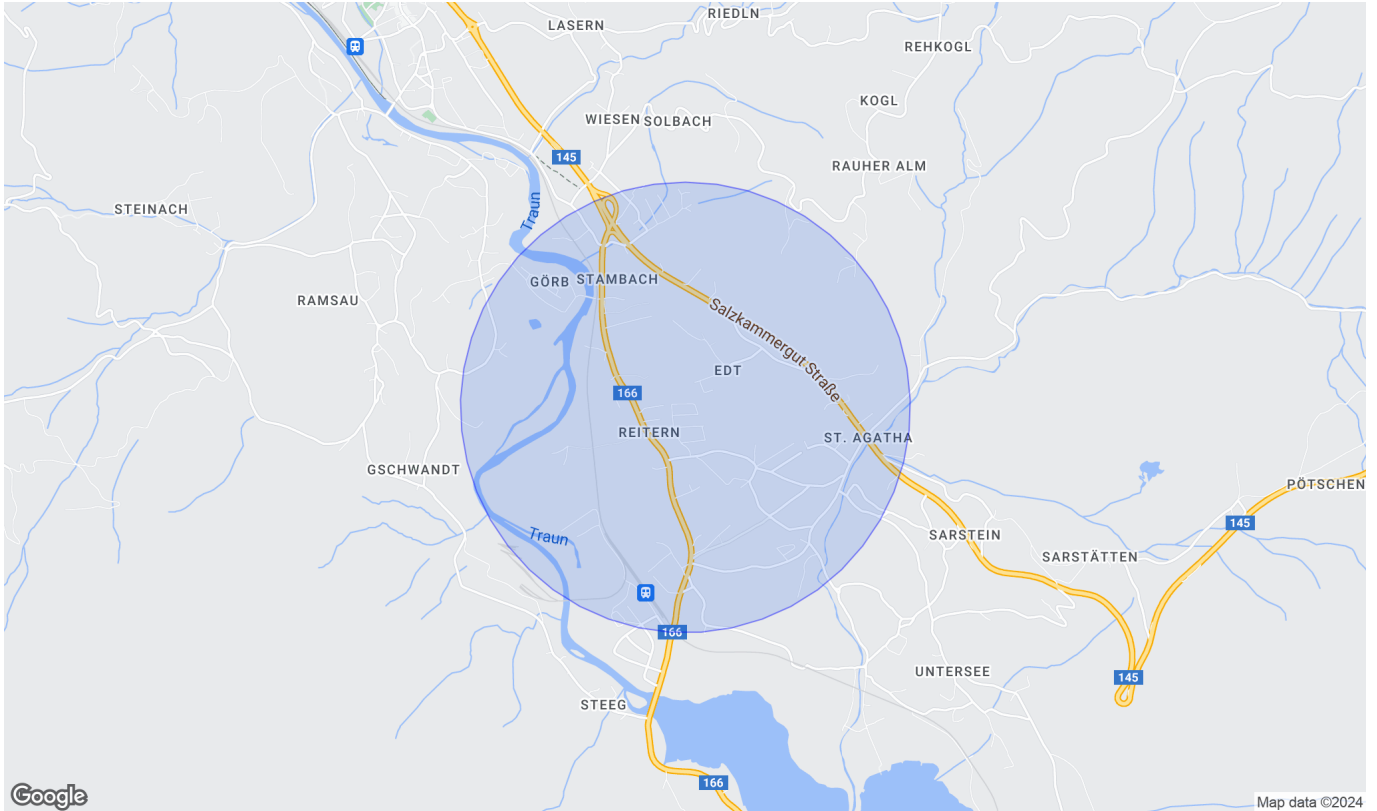 RIEDLN
LASERN
REHKOGL
KOGL
WIESEN SOLBACH
145
RAUHER ALM
STEINACH
Traun
GÖRB STAMBACH
RAMSAU
Salzkammergut Straße
EDT
166
REITERN
ST. AGATHA
GSCHWANDT
PÖTSCHEN
145
Traun
SARSTEIN
SARSTÄTTEN
166
UNTERSEE
145
STEEG
166
Google
Map data ©2024